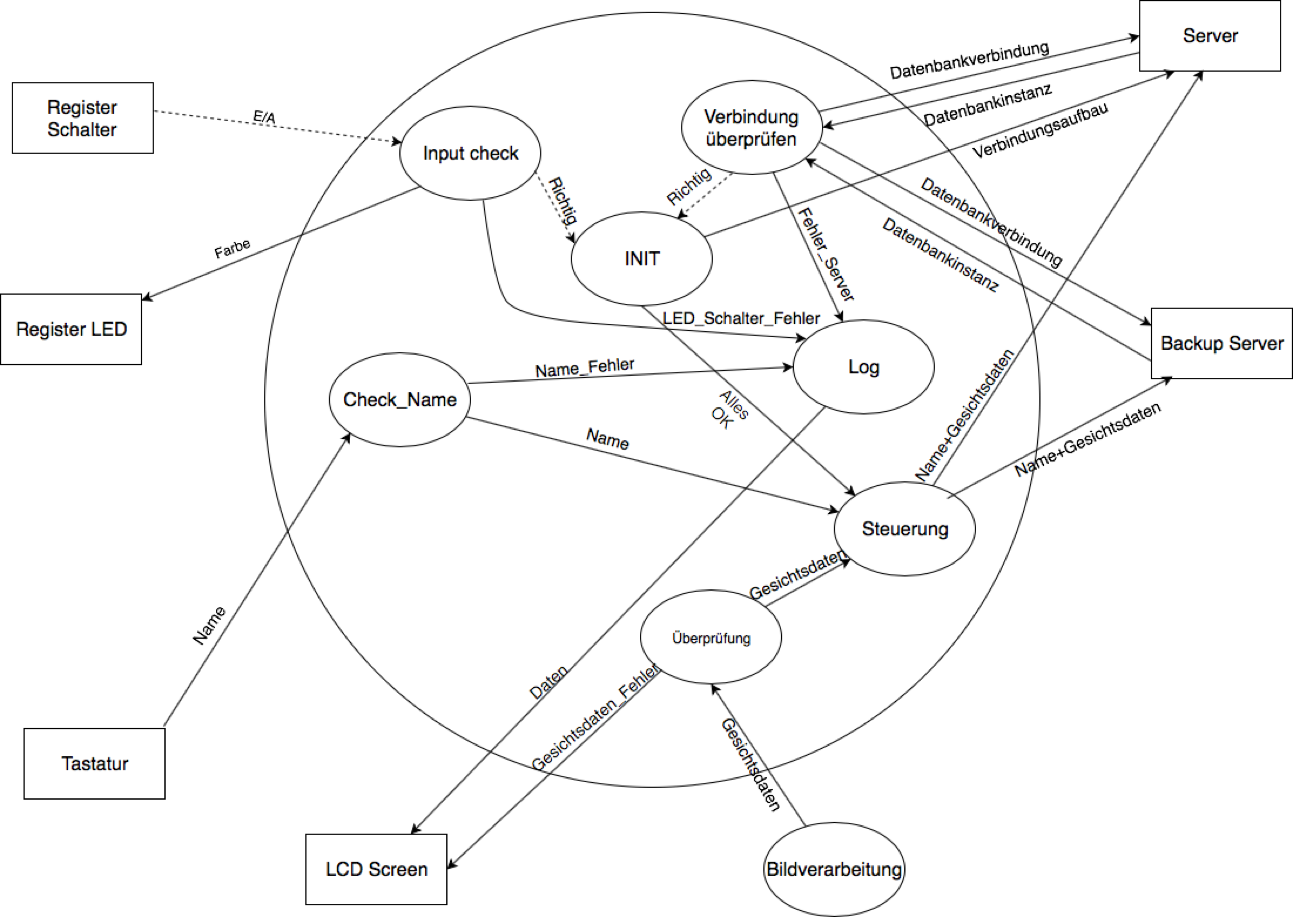 Server
Datenbankverbindung
Register
Schalter
E/A
Verbindung
überprüfen
Datenbankinstanz
Verbindungsaufbau
Input check
Richtig
Richtig
Datenbankverbindung
Farbe
INIT
Fehler_Server
Datenbankinstanz
Register LED
LED_Schalter_Fehler
Backup Server
Name_Fehler
Log
Check_Name
Alles
OK
Name+Gesichtsdaten
Name
Name+Gesichtsdaten
Steuerung
Gesichtsdaten
Name
Überprüfung
Daten
Gesichtsdaten_Fehler
Gesichtsdaten
Tastatur
LCD Screen
Bildverarbeitung